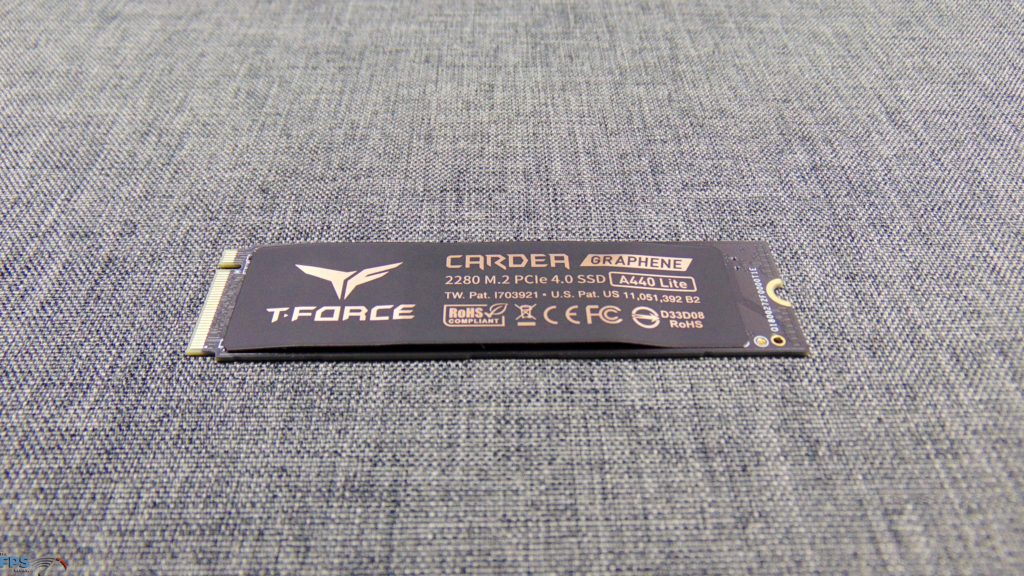 T-FORCE
CARDEA GRAPHENE
2280 M.2 PCIe 4.0 SSD A440 Lite
TW. Pat. I703921 • U.S. Pat. US 11,051,392 B2
RoHS
COMPLIANT
CE FC
D33D08
RoHS
FPS